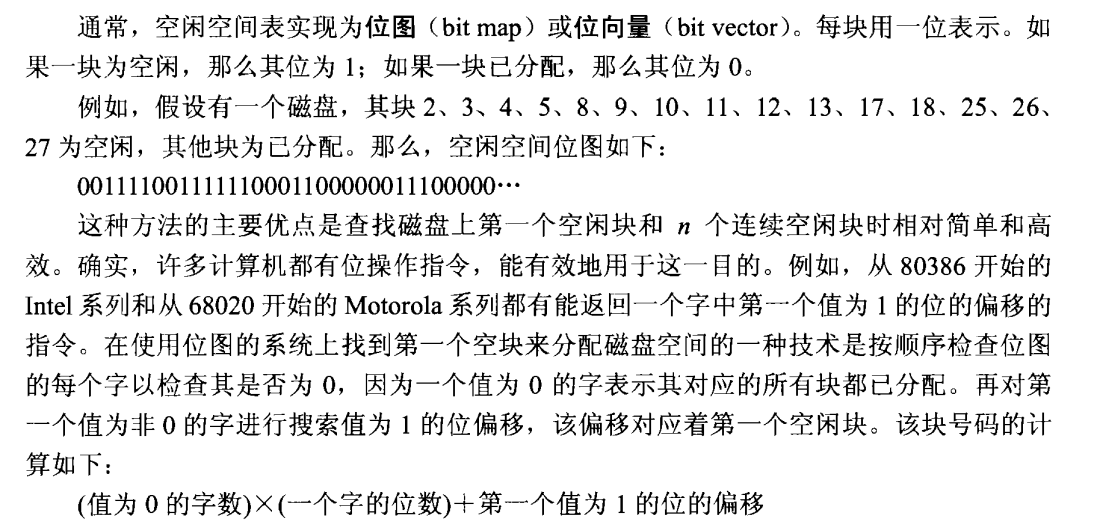 通常，空闲空间表实现为位图（bit map）或位向量（bit vector）。每块用一位表示。如
果一块为空闲，那么其位为 1；如果一块已分配，那么其位为 0。
例如，假设有一个磁盘，其块 2、3、4、5、8、9、10、11、12、13、17、18、25、26、
27 为空闲，其他块为已分配。那么，空闲空间位图如下：
0011110011111110001100000011100000…
这种方法的主要优点是查找磁盘上第一个空闲块和 n 个连续空闲块时相对简单和高
效。确实，许多计算机都有位操作指令，能有效地用于这一目的。例如，从 80386 开始的
Intel 系列和从 68020 开始的 Motorola 系列都有能返回一个字中第一个值为 1 的位的偏移的
指令。在使用位图的系统上找到第一个空块来分配磁盘空间的一种技术是按顺序检查位图
的每个字以检查其是否为 0，因为一个值为 0 的字表示其对应的所有块都已分配。再对第
一个值为非 0 的字进行搜索值为 1 的位偏移，该偏移对应着第一个空闲块。该块号码的计
算如下：
(值为 0 的字数)×(一个字的位数)＋第一个值为 1 的位的偏移